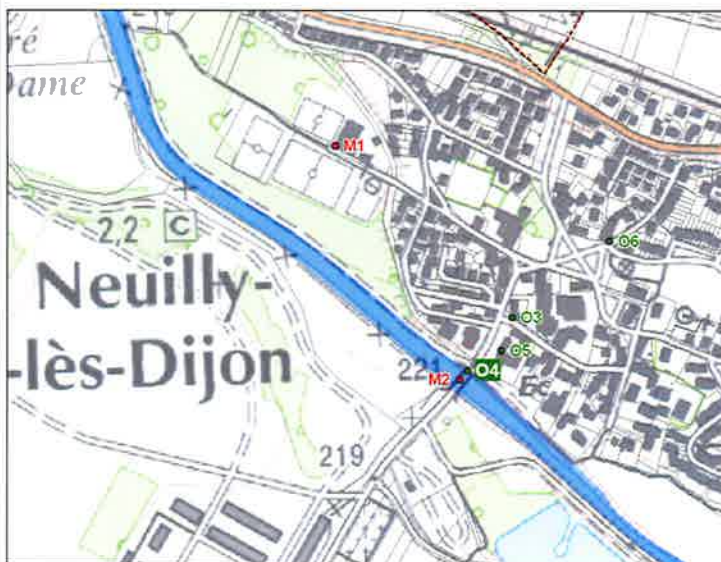 ré
Dame
M1
2,2
C
O6
Neuilly-
-lès-Dijon
O3
O5
221
O4
M2
Ec
219